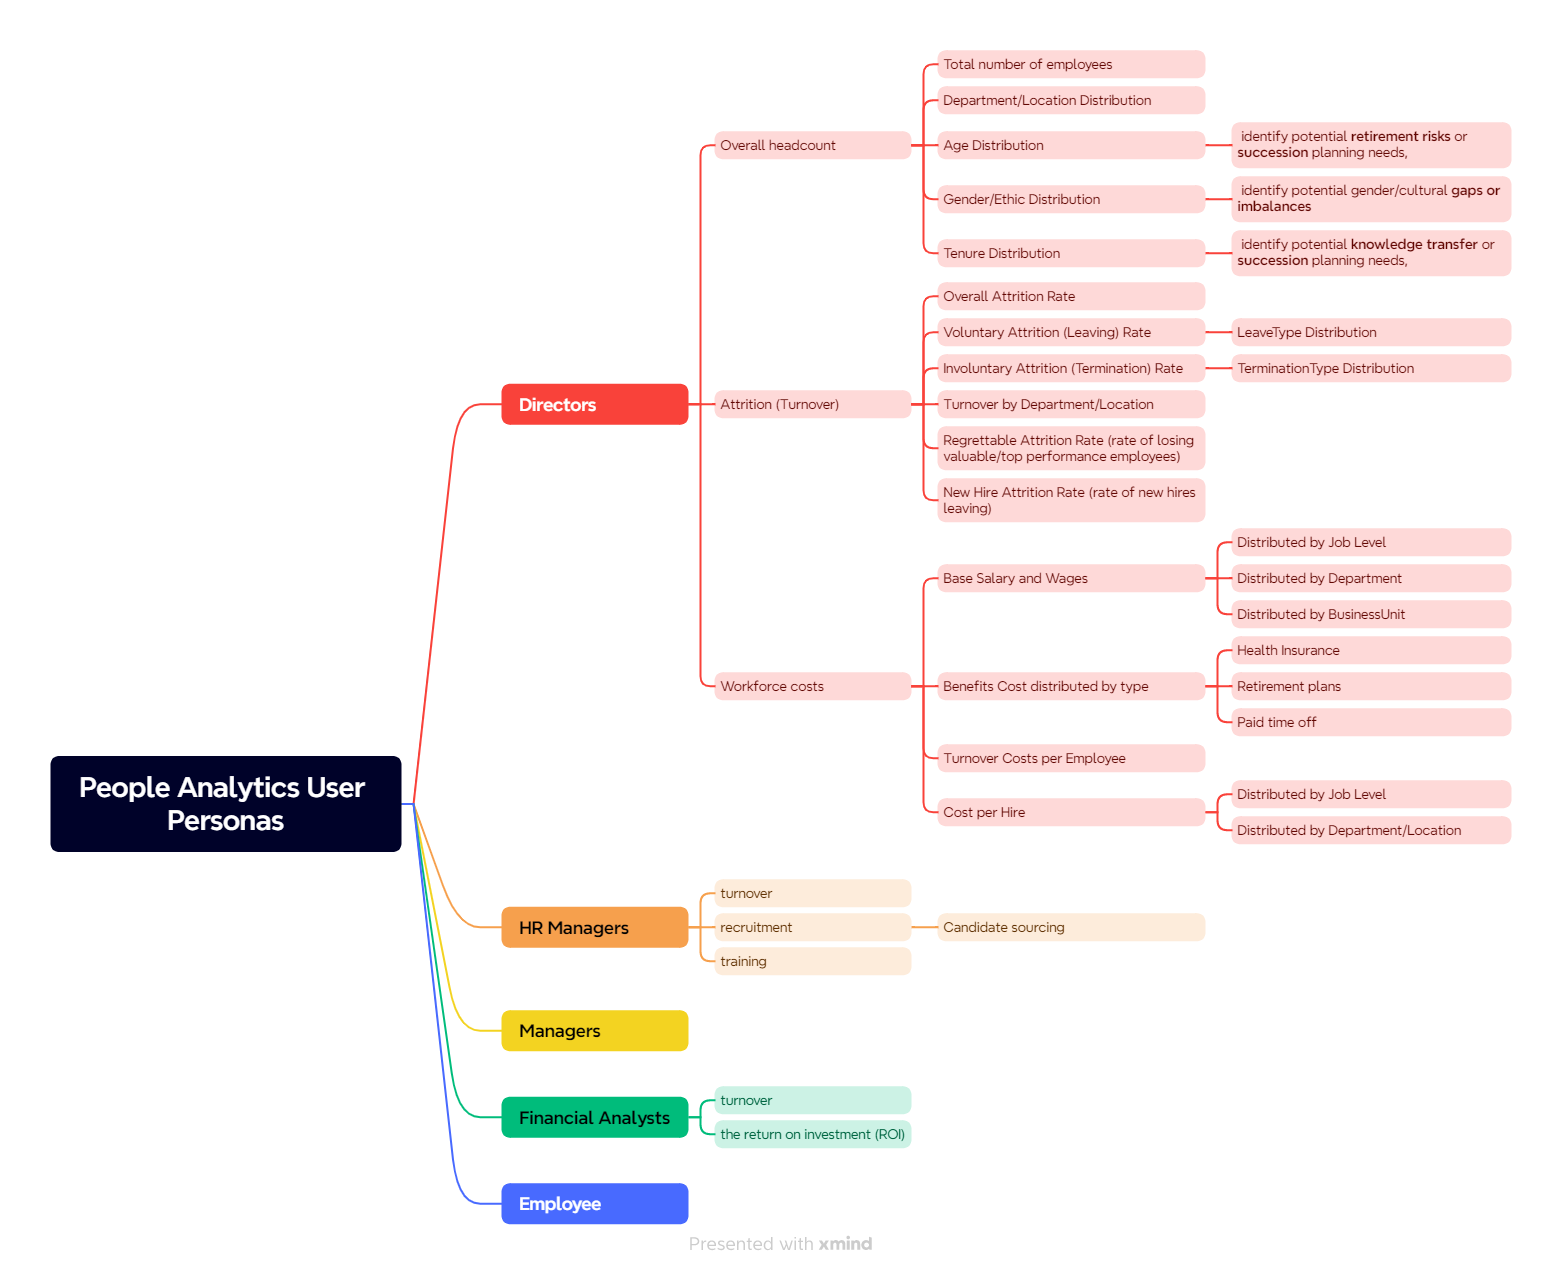 People Analytics User
Personas
Directors
Overall headcount
Total number of employees
Department/Location Distribution
Age Distribution
identify potential retirement risks or
succession planning needs,
Gender/Ethic Distribution
identify potential gender/cultural gaps or
imbalances
Tenure Distribution
identify potential knowledge transfer or
succession planning needs,
Attrition (Turnover)
Overall Attrition Rate
Voluntary Attrition (Leaving) Rate
LeaveType Distribution
Involuntary Attrition (Termination) Rate
TerminationType Distribution
Turnover by Department/Location
Regrettable Attrition Rate (rate of losing
valuable/top performance employees)
New Hire Attrition Rate (rate of new hires
leaving)
Workforce costs
Base Salary and Wages
Distributed by Job Level
Distributed by Department
Distributed by BusinessUnit
Benefits Cost distributed by type
Health Insurance
Retirement plans
Paid time off
Turnover Costs per Employee
Cost per Hire
Distributed by Job Level
Distributed by Department/Location
HR Managers
turnover
recruitment
Candidate sourcing
training
Managers
Financial Analysts
turnover
the return on investment (ROI)
Employee
Presented with xmind